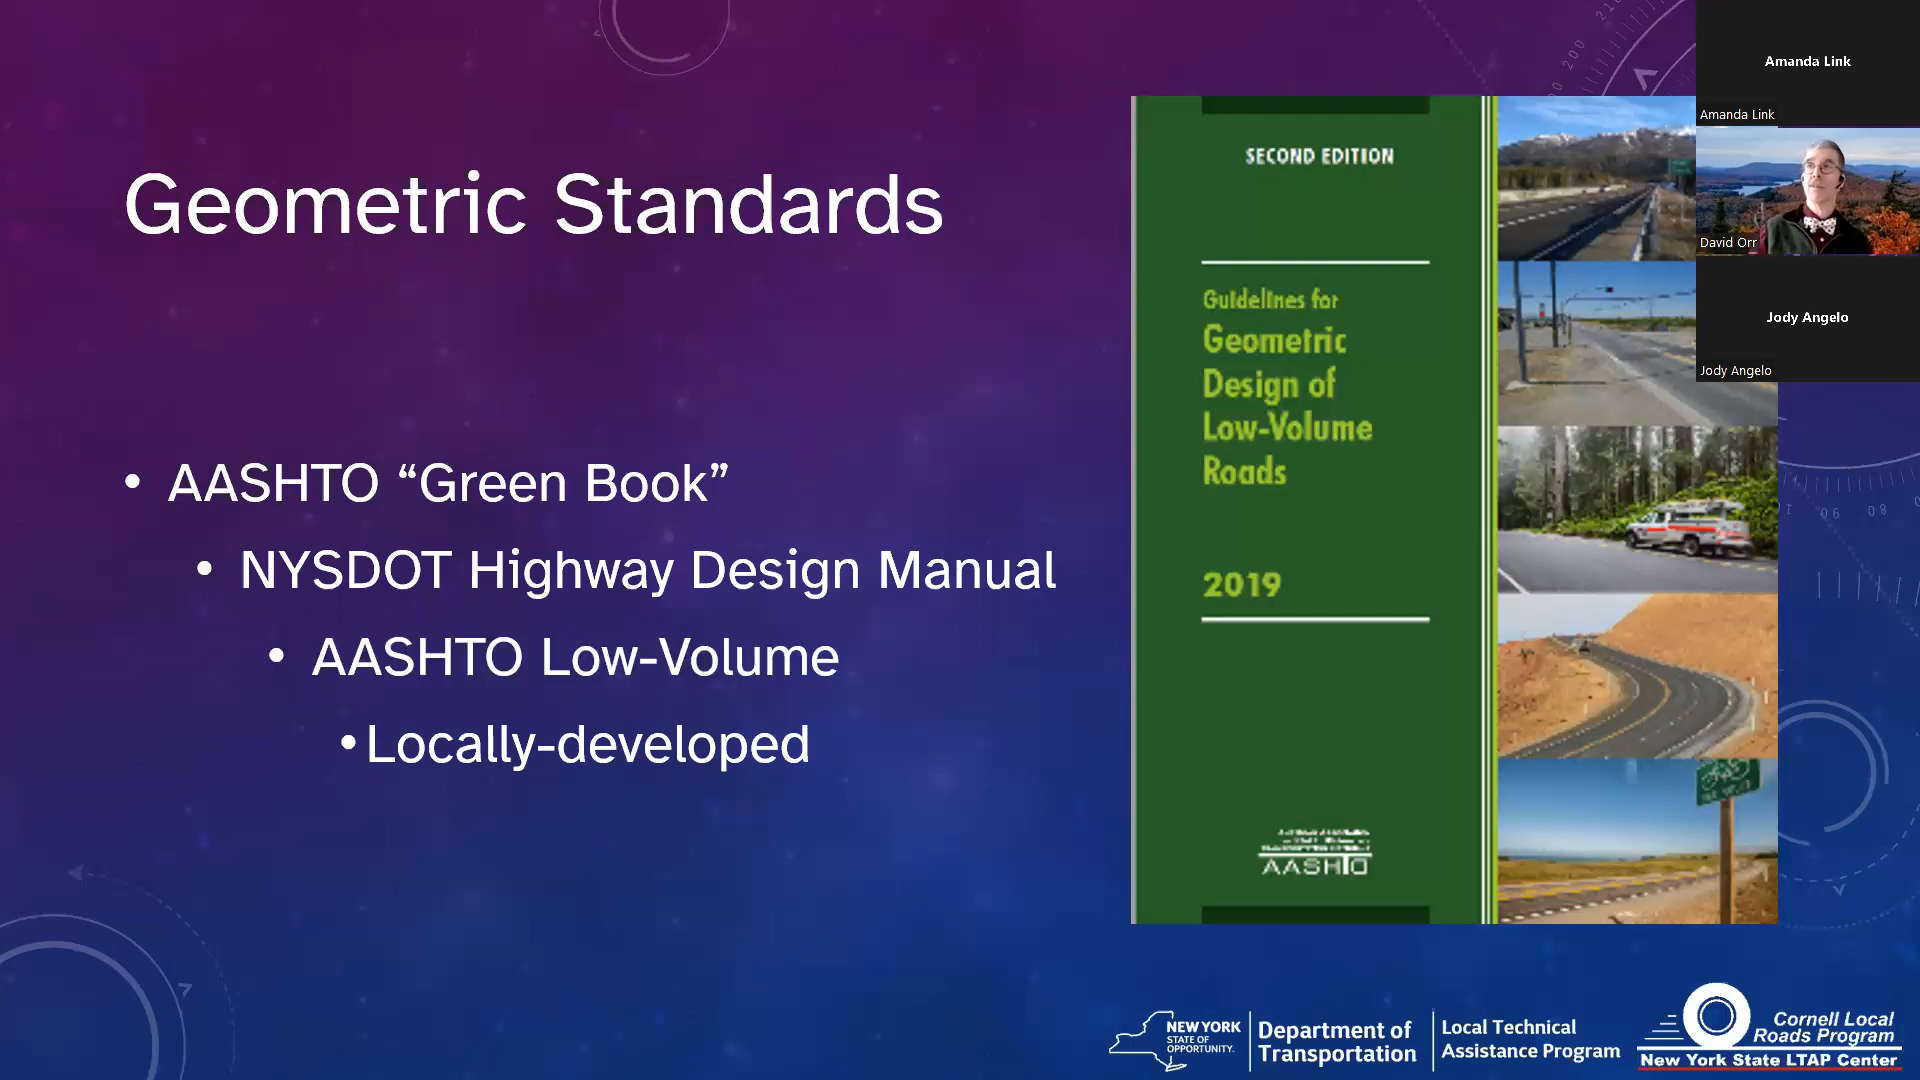 Geometric Standards
• AASHTO “Green Book”
• NYSDOT Highway Design Manual
• AASHTO Low-Volume
• Locally-developed
SECOND EDITION
Guidelines for
Geometric
Design of
Low-Volume
Roads
2019
AASHTO
Amanda Link
Amanda Link
David Orr
Jody Angelo
Jody Angelo
200
90
80
NEW YORK
STATE OF
OPPORTUNITY.
Department of
Transportation
Local Technical
Assistance Program
Cornell Local
Roads Program
New York State LTAP Center